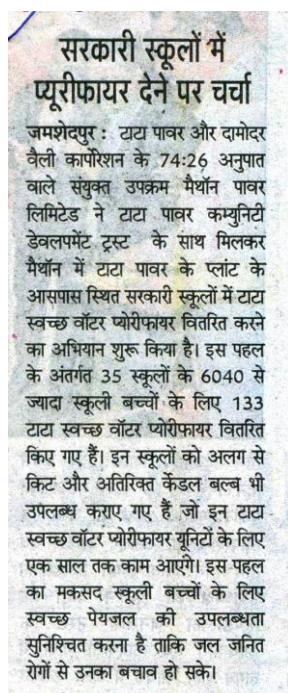 सरकारी स्कूलों में
प्यूरीफायर देने पर चर्चा
जमशेदपुर : टाटा पावर और दामोदर
वैली कार्पोरेशन के 74:26 अनुपात
वाले संयुक्त उपक्रम मैथॉन पावर
लिमिटेड ने टाटा पावर कम्युनिटी
डेवलपमेंट ट्रस्ट के साथ मिलकर
मैथॉन में टाटा पावर के प्लांट के
आसपास स्थित सरकारी स्कूलों में टाटा
स्वच्छ वॉटर प्योरीफायर वितरित करने
का अभियान शुरू किया है। इस पहल
के अंतर्गत 35 स्कूलों के 6040 से
ज्यादा स्कूली बच्चों के लिए 133
टाटा स्वच्छ वॉटर प्योरीफायर वितरित
किए गए हैं। इन स्कूलों को अलग से
किट और अतिरिक्त केंडल बल्ब भी
उपलब्ध कराए गए हैं जो इन टाटा
स्वच्छ वॉटर प्योरीफायर यूनिटों के लिए
एक साल तक काम आएंगे। इस पहल
का मकसद स्कूली बच्चों के लिए
स्वच्छ पेयजल की उपलब्धता
सुनिश्चित करना है ताकि जल जनित
रोगों से उनका बचाव हो सके।